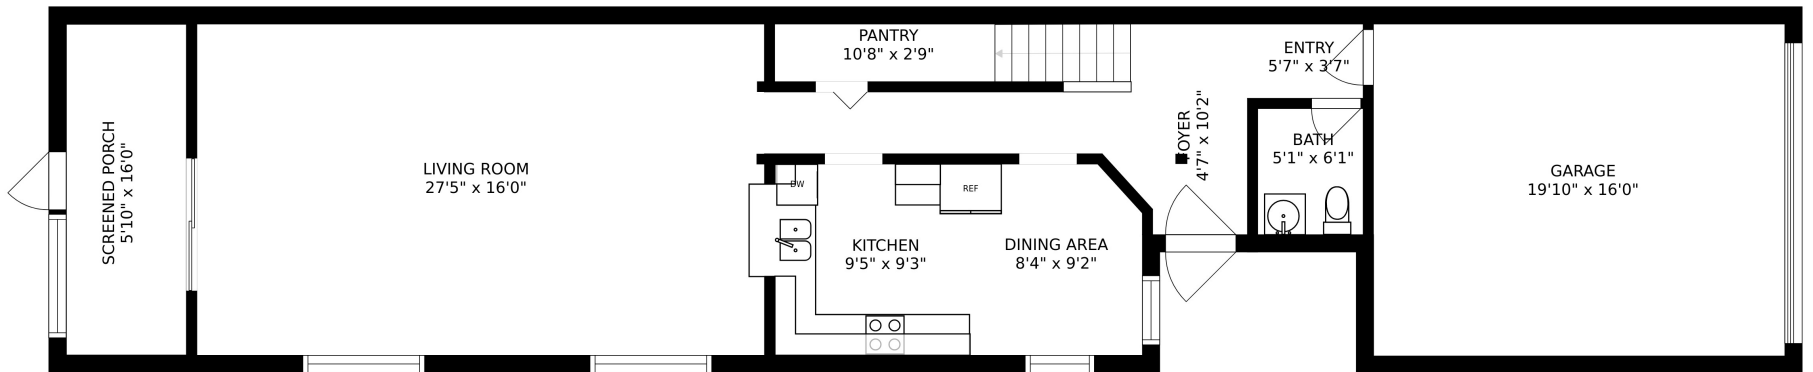 PANTRY
10'8" x 2'9"
ENTRY
5'7" x 3'7"
SCREENED PORCH
5'10" x 16'0"
LIVING ROOM
27'5" x 16'0"
FOYER
4'7" x 10'2"
BATH
5'1" x 6'1"
GARAGE
19'10" x 16'0"
DW
REF
KITCHEN
9'5" x 9'3"
DINING AREA
8'4" x 9'2"